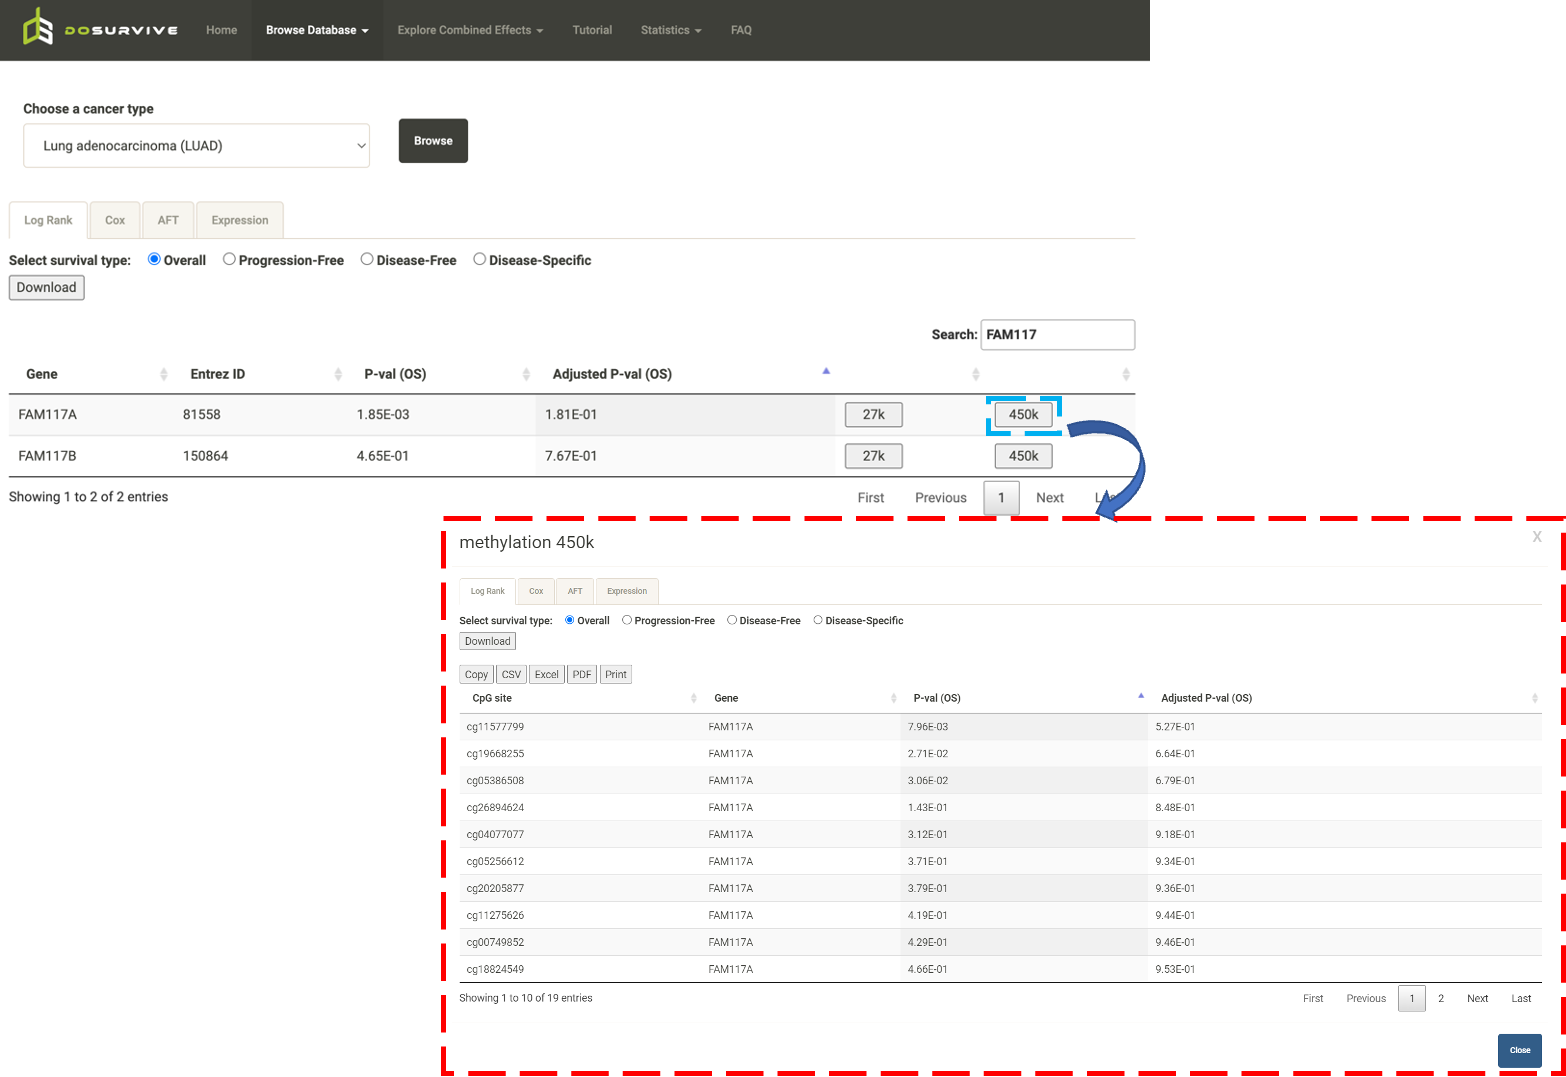 DOSURVIVE Home Browse Database Explore Combined Effects Tutorial Statistics FAQ
Choose a cancer type
Lung adenocarcinoma (LUAD) Browse
Log Rank Cox AFT Expression
Select survival type: Overall Progression-Free Disease-Free Disease-Specific
Download
Search: FAM117
Gene Entrez ID P-val (OS) Adjusted P-val (OS)
FAM117A 81558 1.85E-03 1.81E-01 27k 450k
FAM117B 150864 4.65E-01 7.67E-01 27k 450k
Showing 1 to 2 of 2 entries First Previous 1 Next
methylation 450k X
Log Rank Cox AFT Expression
Select survival type: Overall Progression-Free Disease-Free Disease-Specific
Download
Copy CSV Excel PDF Print
CpG site Gene P-val (OS) Adjusted P-val (OS)
cg11577799 FAM117A 7.96E-03 5.27E-01
cg19668255 FAM117A 2.71E-02 6.64E-01
cg05386508 FAM117A 3.06E-02 6.79E-01
cg26894624 FAM117A 1.43E-01 8.48E-01
cg04077077 FAM117A 3.12E-01 9.18E-01
cg05256612 FAM117A 3.71E-01 9.34E-01
cg20205877 FAM117A 3.79E-01 9.36E-01
cg11275626 FAM117A 4.19E-01 9.44E-01
cg00749852 FAM117A 4.29E-01 9.46E-01
cg18824549 FAM117A 4.66E-01 9.53E-01
Showing 1 to 10 of 19 entries First Previous 1 2 Next Last
Close